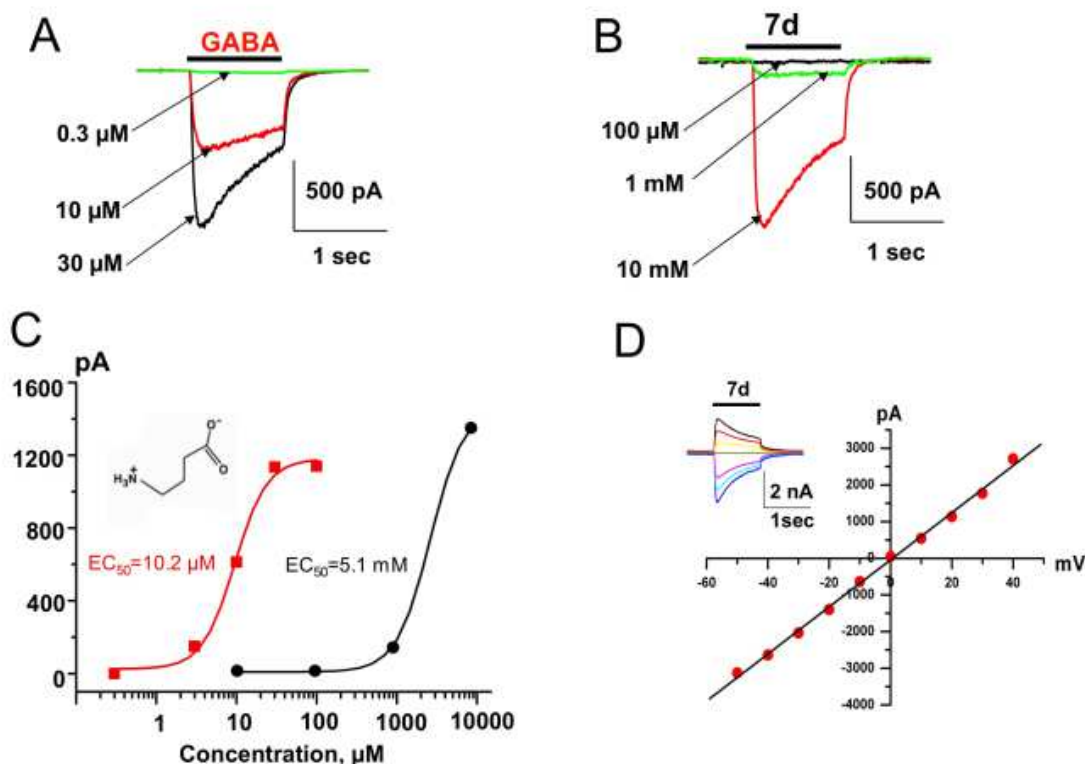 A
GABA
0.3 µM
10 µM
30 µM
500 pA
1 sec
B
7d
100 µM
1 mM
10 mM
500 pA
1 sec
C
pA
1600
1200
800
400
0
O⁻
O
H₃N⁺
EC₅₀=10.2 µM
EC₅₀=5.1 mM
1 10 100 1000 10000
Concentration, µM
D
7d
2 nA
1sec
pA
3000
2000
1000
0
-1000
-2000
-3000
-4000
-60 -40 -20 0 20 40
mV